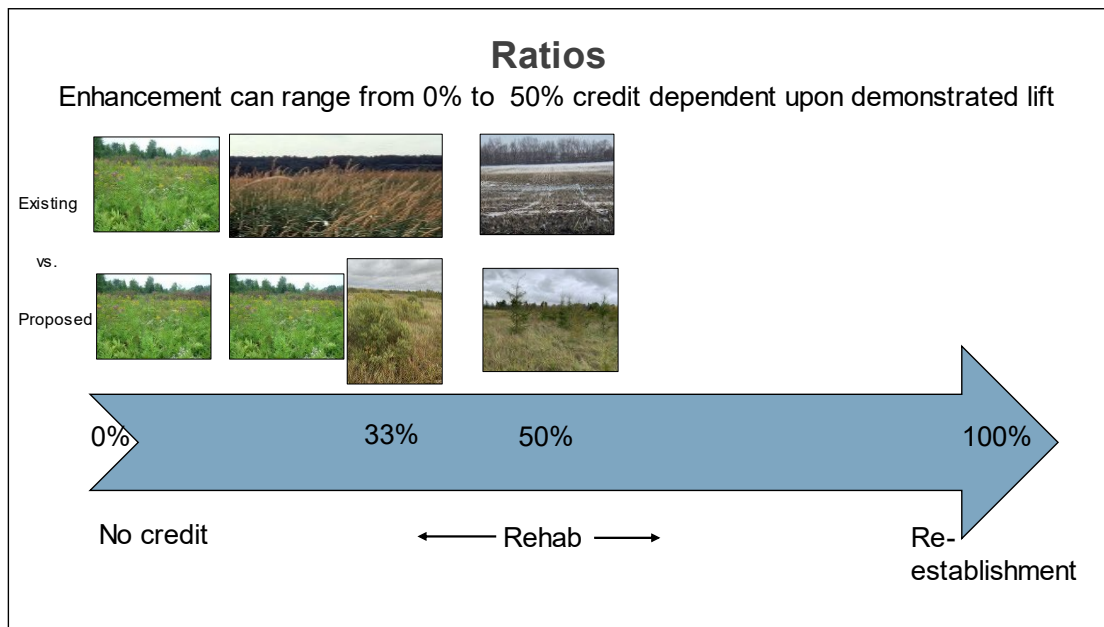 Ratios
Enhancement can range from 0% to 50% credit dependent upon demonstrated lift
Existing
vs.
Proposed
0%
33%
50%
100%
No credit
Rehab
Re-
establishment